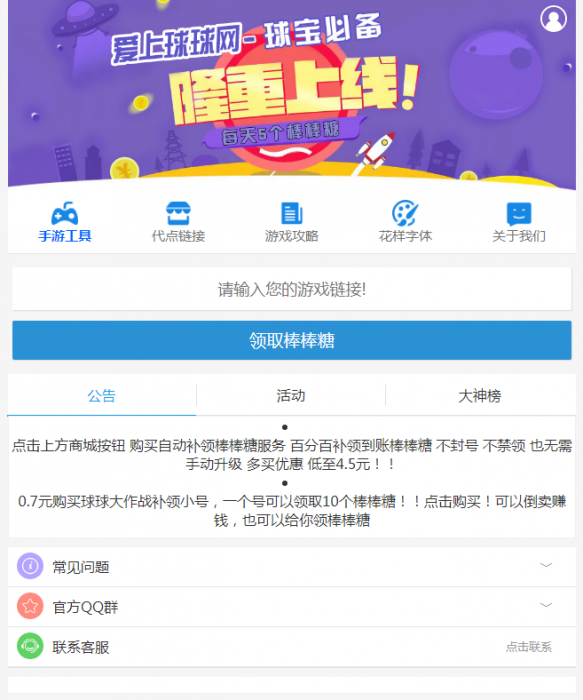 爱上球球网-球宝必备
隆重上线!
每天5个棒棒糖
手游工具 代点链接 游戏攻略 花样字体 关于我们
请输入您的游戏链接!
领取棒棒糖
公告 活动 大神榜
点击上方商城按钮 购买自动补领棒棒糖服务 百分百补领到账棒棒糖 不封号 不禁领 也无需
手动升级 多买优惠 低至4.5元！！
0.7元购买球球大作战补领小号，一个号可以领取10个棒棒糖！！点击购买！可以倒卖赚
钱，也可以给你领棒棒糖
常见问题
官方QQ群
联系客服 点击联系